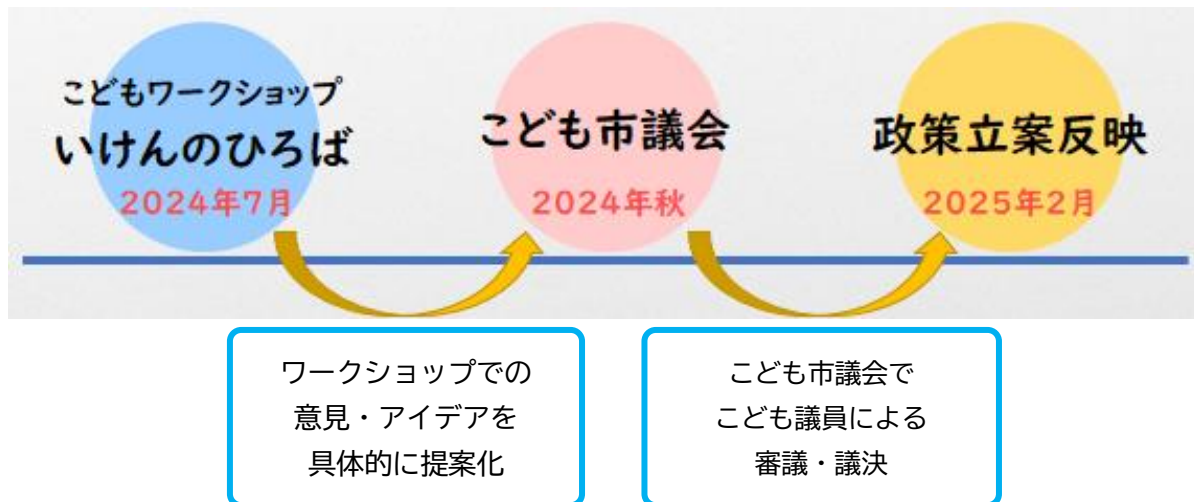 こどもワークショップ
いけんのひろば
2024年7月
こども市議会
2024年秋
政策立案反映
2025年2月
ワークショップでの
意見・アイデアを
具体的に提案化
こども市議会で
こども議員による
審議・議決